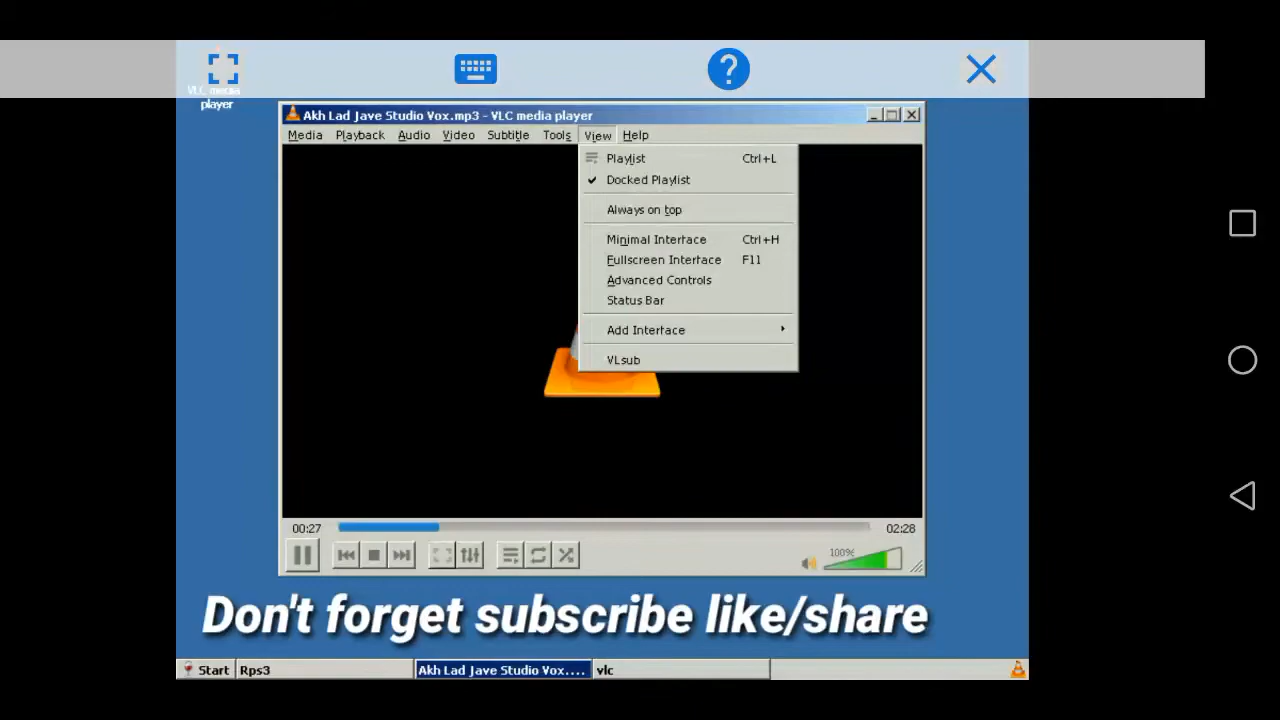 VLC media
player
Akh Lad Jave Studio Vox.mp3 - VLC media player
Media Playback Audio Video Subtitle Tools View Help
Playlist Ctrl+L
Docked Playlist
Always on top
Minimal Interface Ctrl+H
Fullscreen Interface F11
Advanced Controls
Status Bar
Add Interface
VLsub
00:27 02:28
100%
Don't forget subscribe like/share
Start Rps3 Akh Lad Jave Studio Vox.... vlc